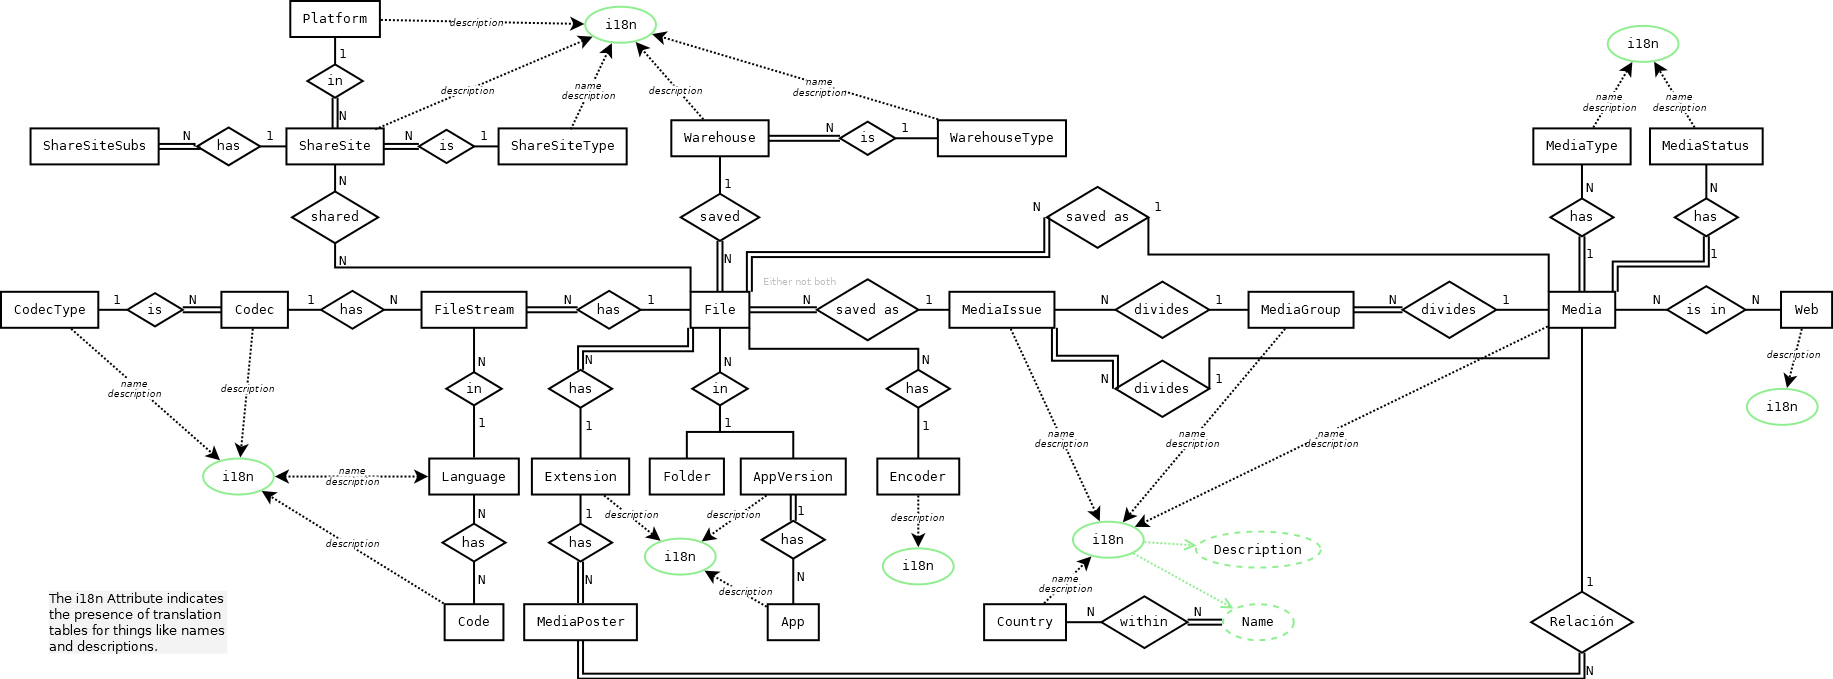 Platform
description
i18n
i18n
1
in
description
name
description
description
name
description
name
description
name
description
N
ShareSiteSubs
N
has
1
ShareSite
N
is
1
ShareSiteType
Warehouse
N
is
1
WarehouseType
MediaType
MediaStatus
N
1
N
N
shared
saved
N
saved as
1
has
has
N
N
1
1
Either not both
CodecType
1
is
N
Codec
1
has
N
FileStream
N
has
1
File
N
saved as
1
MediaIssue
N
divides
1
MediaGroup
N
divides
1
Media
N
is in
N
Web
description
N
N
N
N
name
description
description
in
has
in
has
N
divides
1
i18n
1
1
1
1
name
description
name
description
name
description
i18n
name
description
Language
Extension
Folder
AppVersion
Encoder
N
1
description
description
1
description
description
has
has
i18n
has
i18n
i18n
Description
N
N
N
description
name
description
1
The i18n Attribute indicates
the presence of translation
tables for things like names
and descriptions.
Code
MediaPoster
App
Country
N
within
N
Name
Relación
N